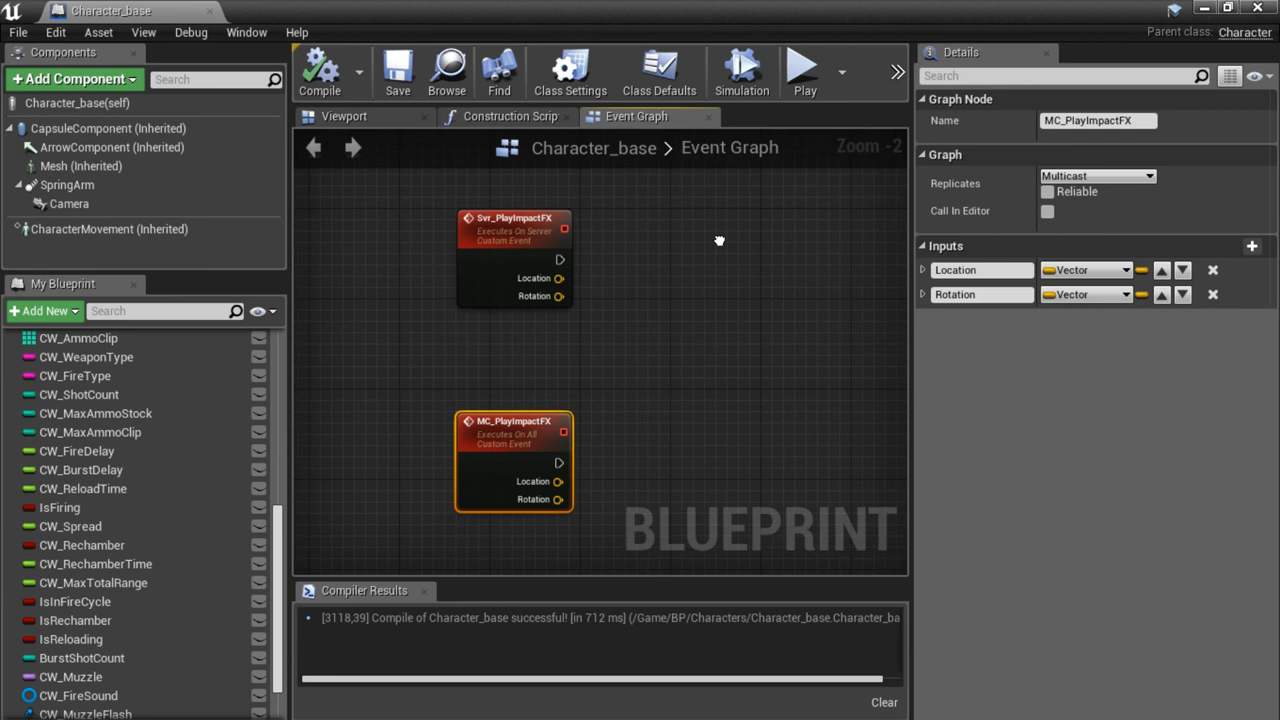 Character_base
File Edit Asset View Debug Window Help
Parent class: Character
Components
+Add Component
Search
Character_base(self)
CapsuleComponent (Inherited)
ArrowComponent (Inherited)
Mesh (Inherited)
SpringArm
Camera
CharacterMovement (Inherited)
My Blueprint
+Add New
Search
CW_AmmoClip
CW_WeaponType
CW_FireType
CW_ShotCount
CW_MaxAmmoStock
CW_MaxAmmoClip
CW_FireDelay
CW_BurstDelay
CW_ReloadTime
IsFiring
CW_Spread
CW_Rechamber
CW_RechamberTime
CW_MaxTotalRange
IsInFireCycle
IsRechamber
IsReloading
BurstShotCount
CW_Muzzle
CW_FireSound
CW_MuzzleFlash
Compile Save Browse Find Class Settings Class Defaults Simulation Play
Viewport
Construction Scrip
Event Graph
Character_base > Event Graph
Zoom -2
Svr_PlayImpactFX
Executes On Server
Custom Event
Location
Rotation
MC_PlayImpactFX
Executes On All
Custom Event
Location
Rotation
BLUEPRINT
Compiler Results
[3118,39] Compile of Character_base successful! [in 712 ms] (/Game/BP/Characters/Character_base.Character_ba
Clear
Details
Search
Graph Node
Name MC_PlayImpactFX
Graph
Replicates Multicast
Reliable
Call In Editor
Inputs
Location Vector
Rotation Vector